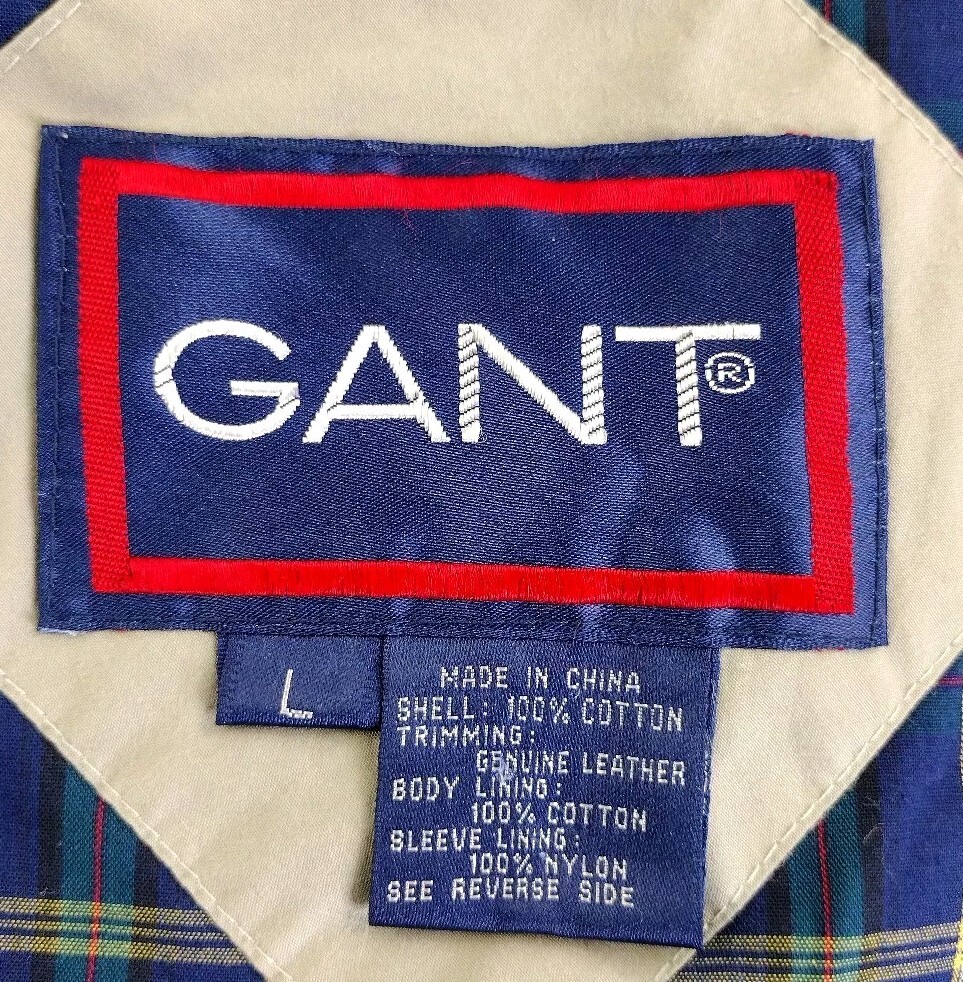 GANT®
L
MADE IN CHINA
SHELL: 100% COTTON
TRIMMING:
GENUINE LEATHER
BODY LINING:
100% COTTON
SLEEVE LINING:
100% NYLON
SEE REVERSE SIDE